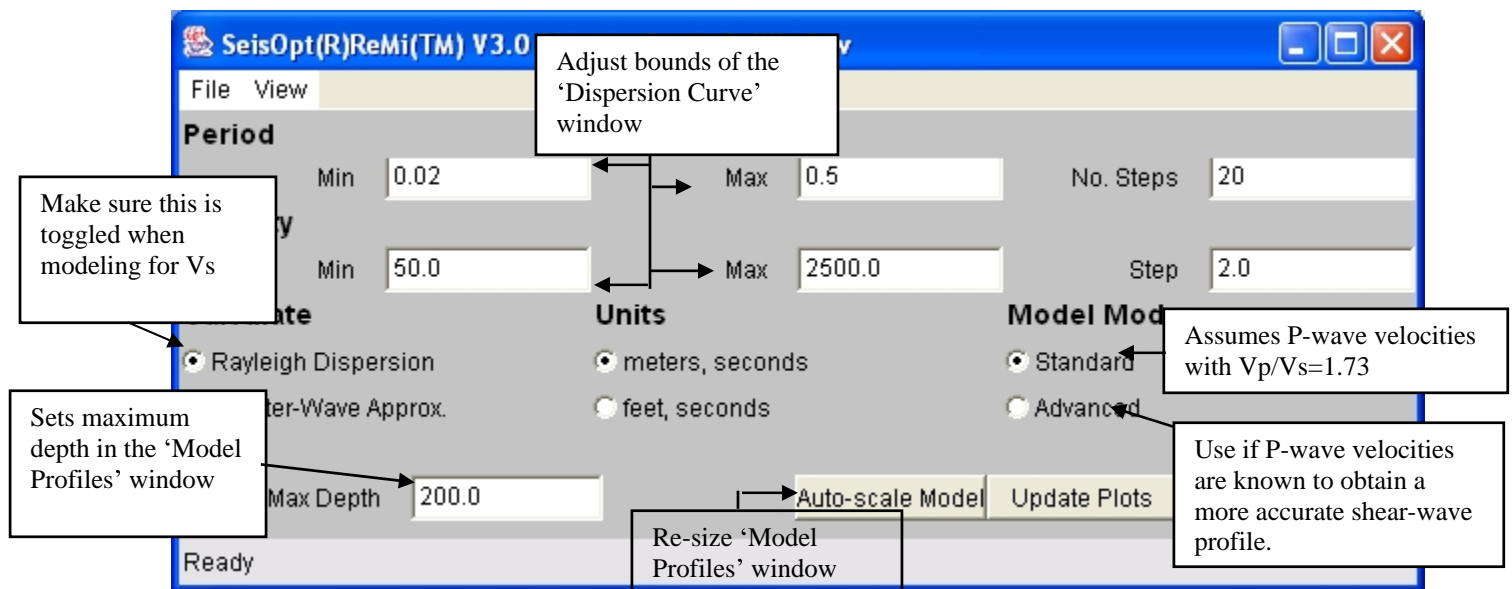 SeisOpt(R)ReMi(TM) V3.0
Adjust bounds of the
‘Dispersion Curve’
window
File View
Period
Min 0.02 Max 0.5 No. Steps 20
Make sure this is
toggled when
modeling for Vs
Min 50.0 Max 2500.0 Step 2.0
Units
Assumes P-wave velocities
with Vp/Vs=1.73
Rayleigh Dispersion meters, seconds Standard
Approx. feet, seconds Advanced
Sets maximum
depth in the ‘Model
Profiles’ window
Use if P-wave velocities
are known to obtain a
more accurate shear-wave
profile.
Max Depth 200.0 Auto-scale Model Update Plots
Re-size ‘Model
Profiles’ window
Ready